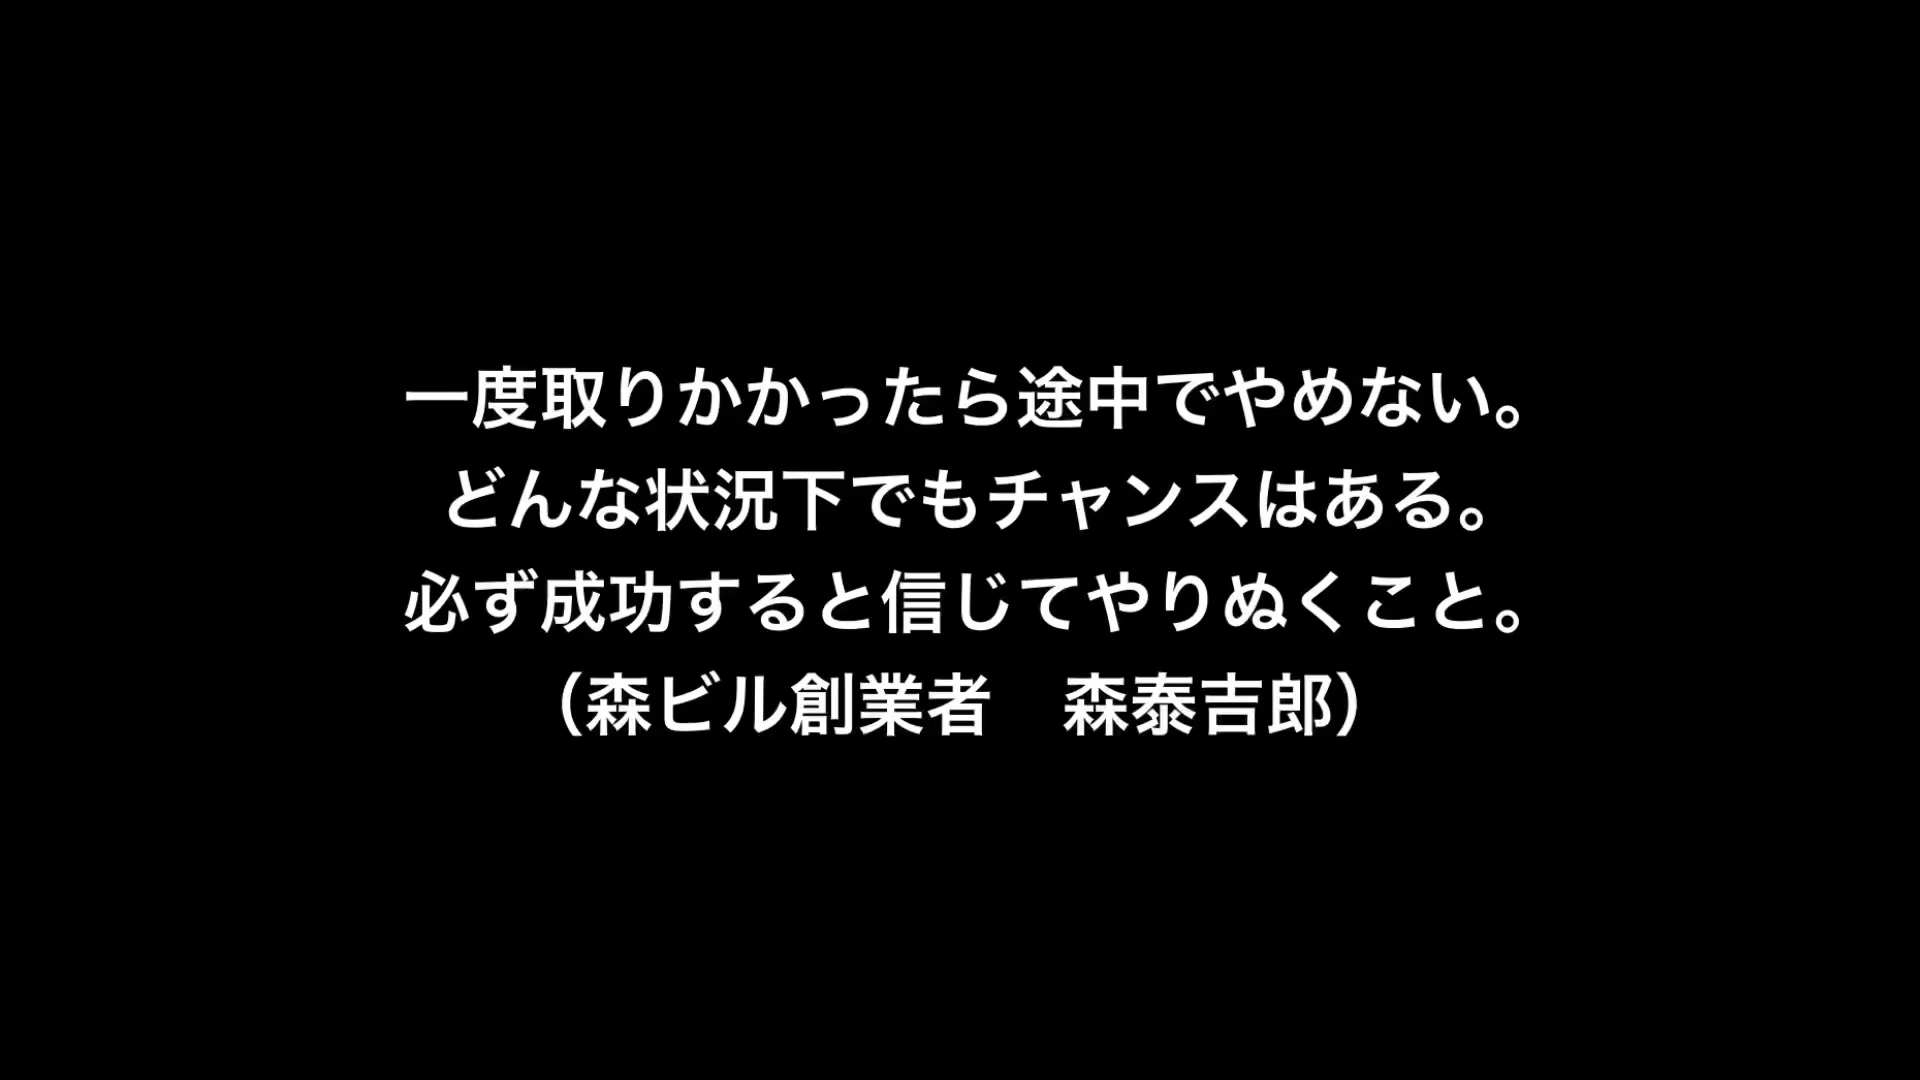 一度取りかかったら途中でやめない。
どんな状況下でもチャンスはある。
必ず成功すると信じてやりぬくこと。
（森ビル創業者　森泰吉郎）